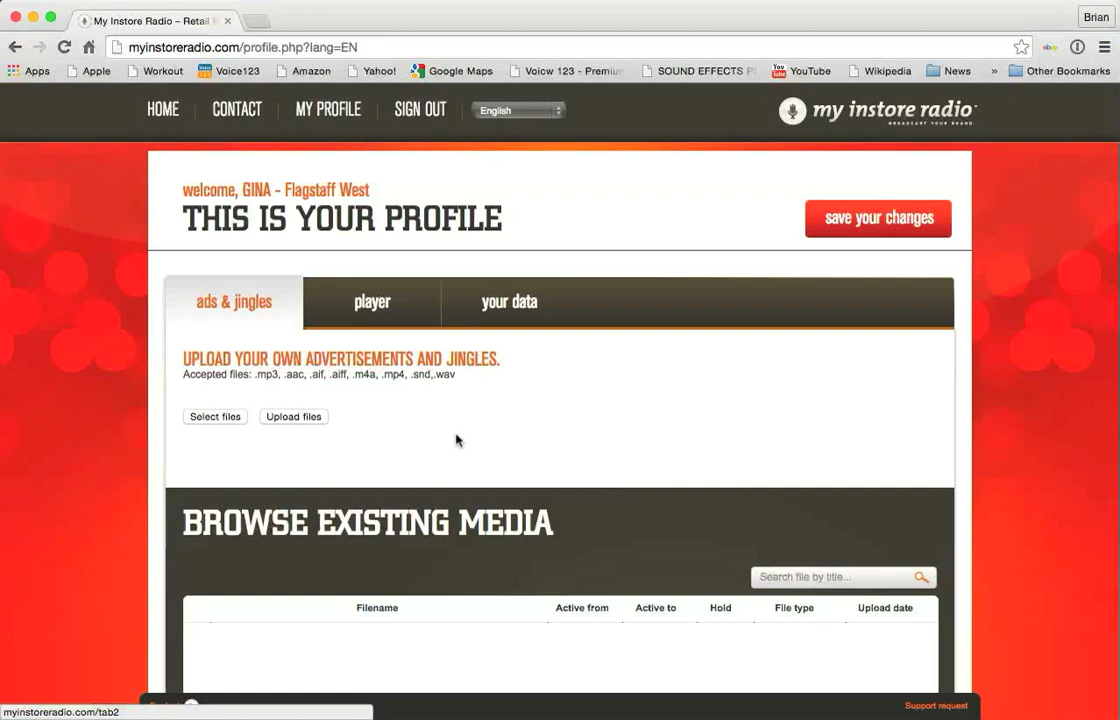 My Instore Radio – Retail
Brian
myinstoreradio.com/profile.php?lang=EN
Apps Apple Workout Voice123 Amazon Yahoo! Google Maps Voicw 123 - Premiu SOUND EFFECTS YouTube Wikipedia News » Other Bookmarks
HOME CONTACT MY PROFILE SIGN OUT English my instore radio
BROADCAST YOUR BRAND
welcome, GINA - Flagstaff West
THIS IS YOUR PROFILE
save your changes
ads & jingles player your data
UPLOAD YOUR OWN ADVERTISEMENTS AND JINGLES.
Accepted files: .mp3, .aac, .aif, .aiff, .m4a, .mp4, .snd,.wav
Select files Upload files
BROWSE EXISTING MEDIA
Search file by title...
Filename Active from Active to Hold File type Upload date
Support request
myinstoreradio.com/tab2